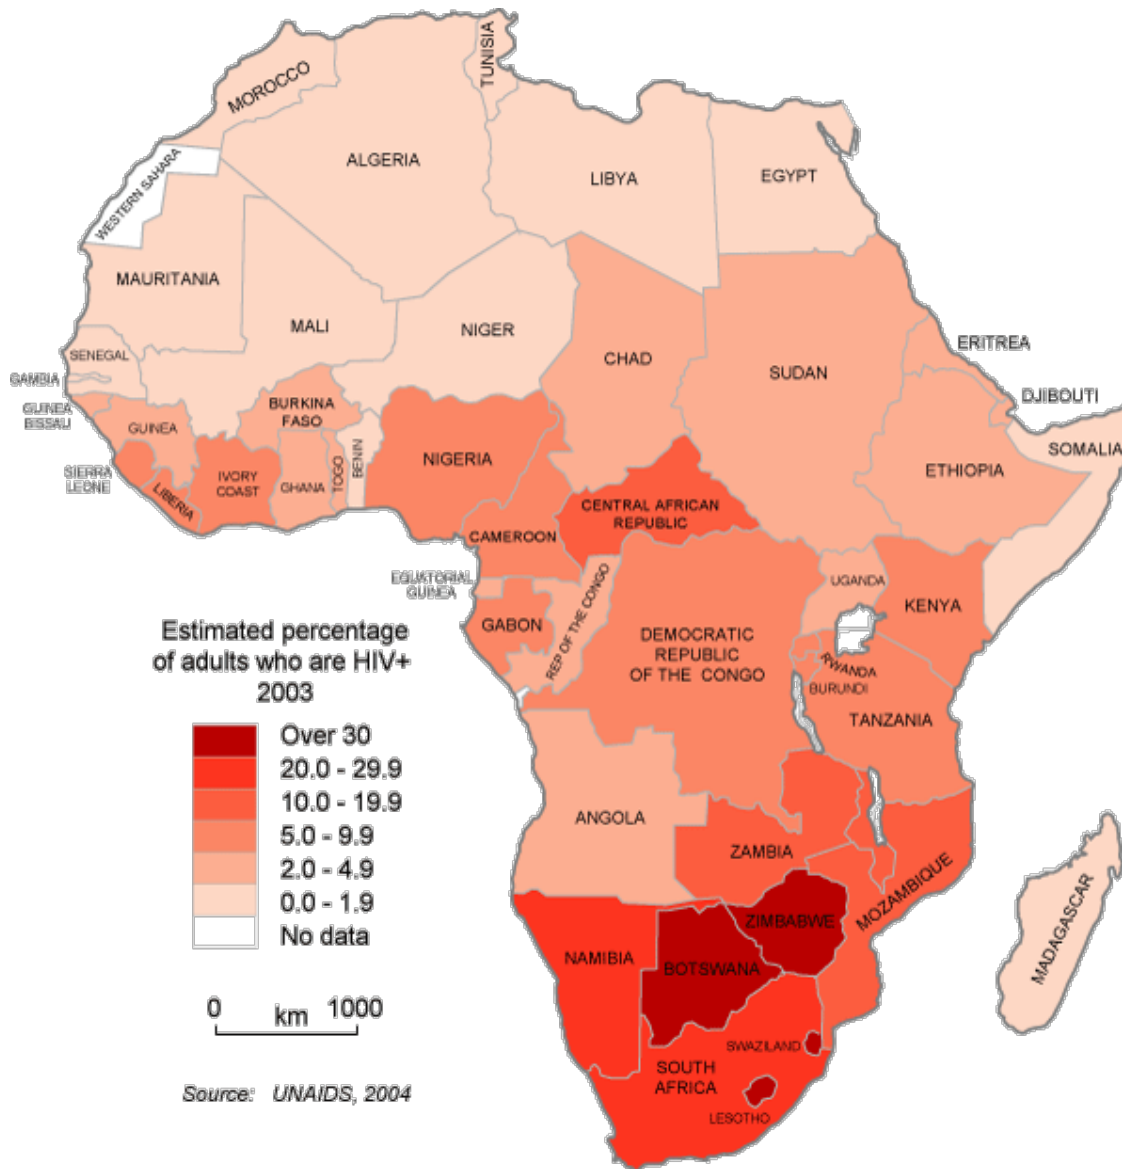 MOROCCO
TUNISIA
ALGERIA
LIBYA
EGYPT
WESTERN SAHARA
MAURITANIA
MALI
NIGER
CHAD
SUDAN
ERITREA
DJIBOUTI
SENEGAL
GAMBIA
GUINEA
BISSAU
GUINEA
BURKINA
FASO
SIERRA
LEONE
LIBERIA
IVORY
COAST
GHANA
TOGO
BENIN
NIGERIA
ETHIOPIA
SOMALIA
CENTRAL AFRICAN
REPUBLIC
CAMEROON
EQUATORIAL
GUINEA
GABON
REP OF THE CONGO
DEMOCRATIC
REPUBLIC
OF THE CONGO
UGANDA
KENYA
RWANDA
BURUNDI
TANZANIA
ANGOLA
ZAMBIA
MOZAMBIQUE
ZIMBABWE
NAMIBIA
BOTSWANA
MADAGASCAR
SWAZILAND
SOUTH
AFRICA
LESOTHO
Estimated percentage
of adults who are HIV+
2003
Over 30
20.0 - 29.9
10.0 - 19.9
5.0 - 9.9
2.0 - 4.9
0.0 - 1.9
No data
0 km 1000
Source: UNAIDS, 2004